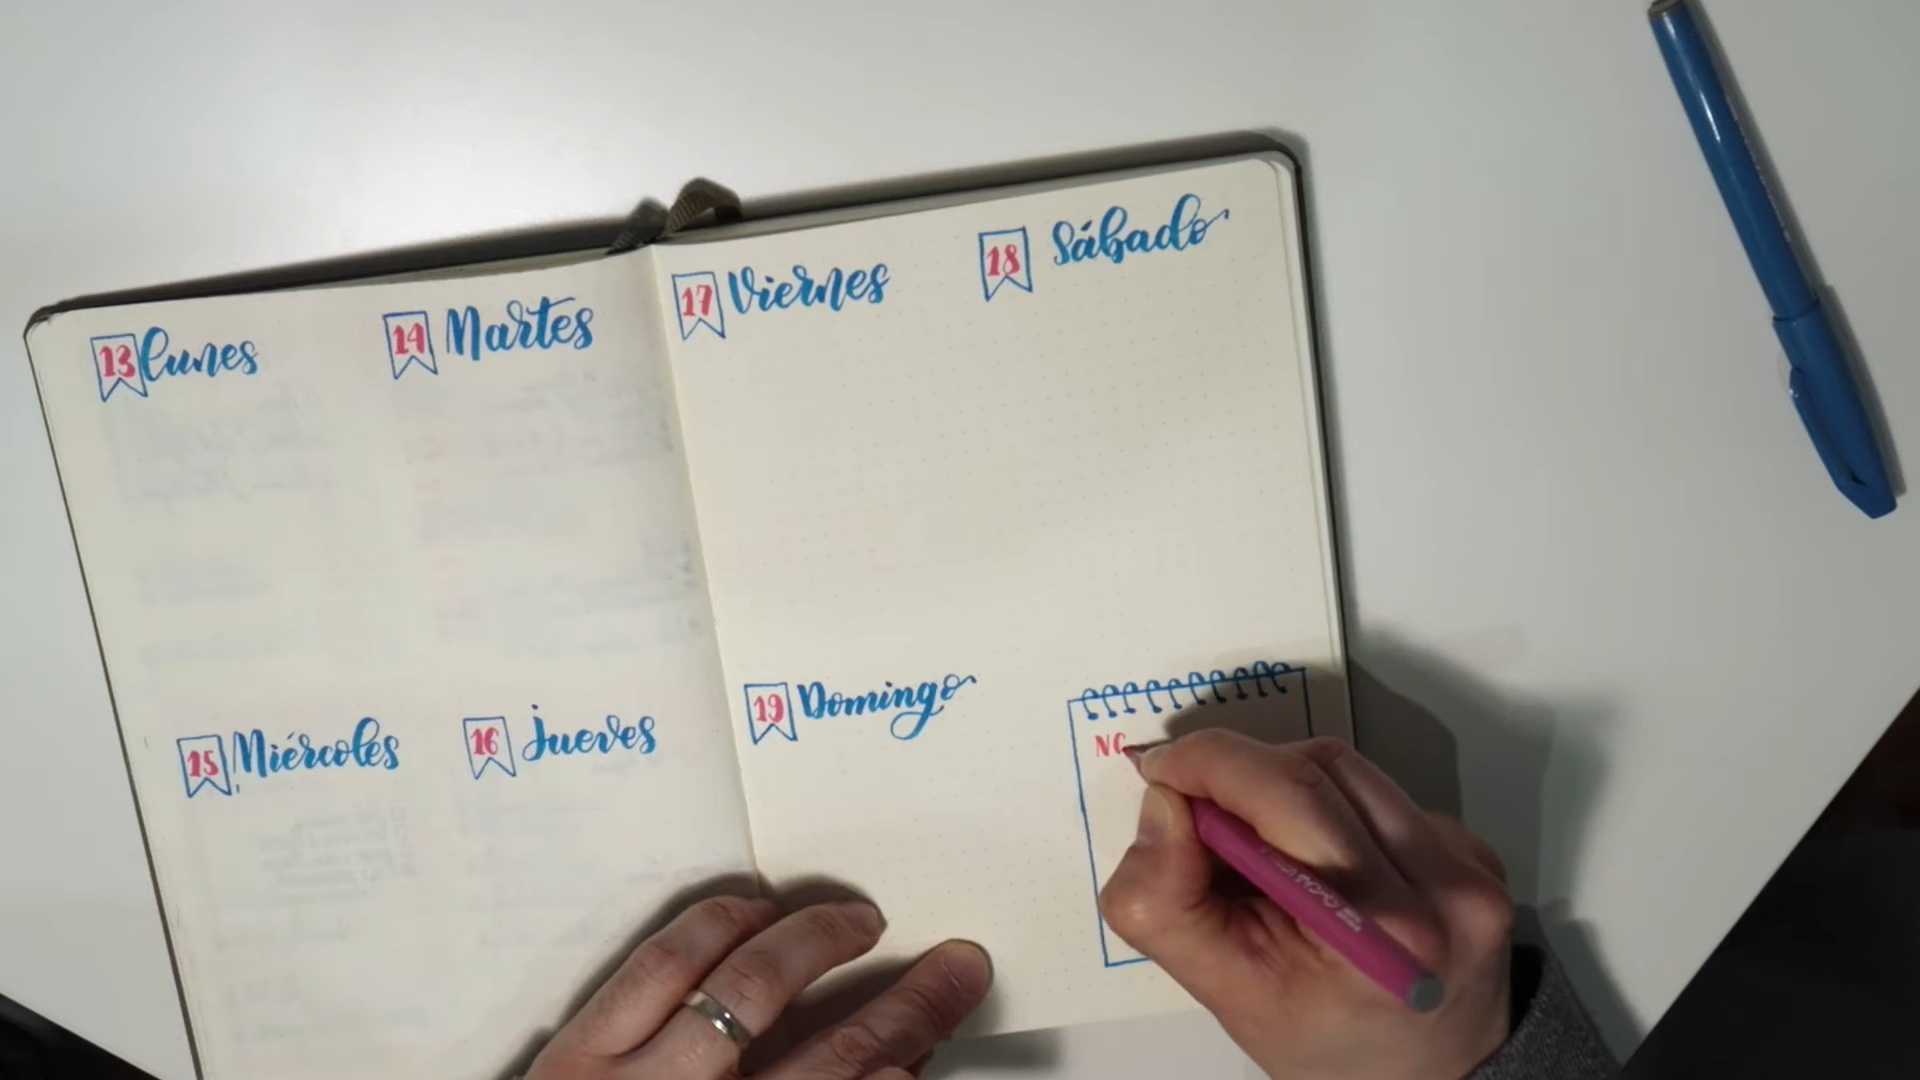 13 lunes
14 Martes
15 Miércoles
16 jueves
17 Viernes
18 Sábado
19 Domingo
NO